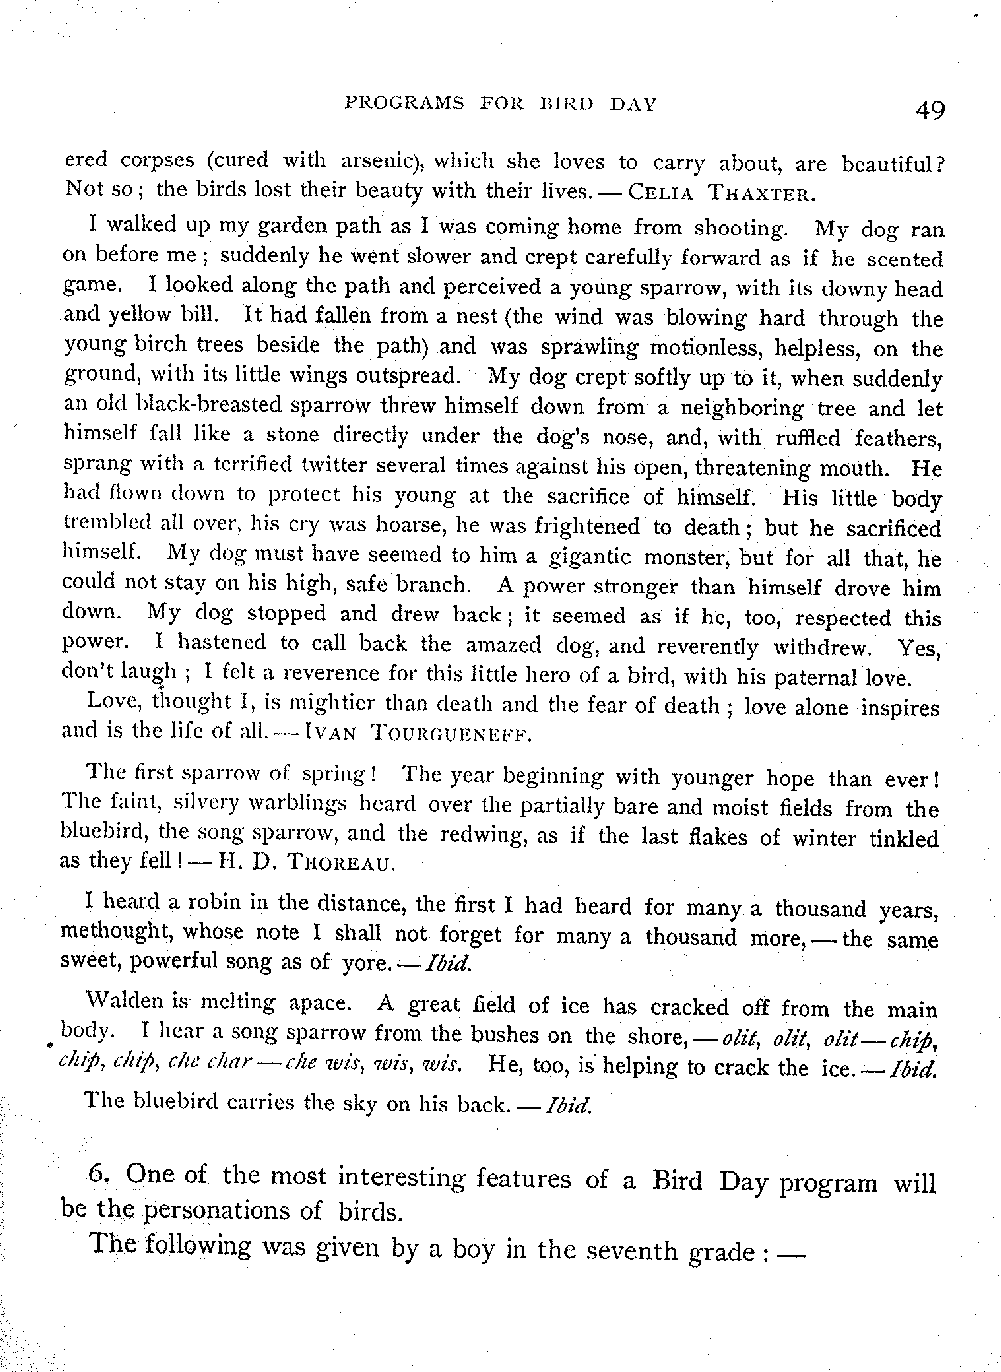 PROGRAMS FOR BIRD DAY 49
ered corpses (cured with arsenic), which she loves to carry about, are beautiful?
Not so; the birds lost their beauty with their lives. — CELIA THAXTER.
I walked up my garden path as I was coming home from shooting. My dog ran
on before me; suddenly he went slower and crept carefully forward as if he scented
game. I looked along the path and perceived a young sparrow, with its downy head
and yellow bill. It had fallen from a nest (the wind was blowing hard through the
young birch trees beside the path) and was sprawling motionless, helpless, on the
ground, with its little wings outspread. My dog crept softly up to it, when suddenly
an old black-breasted sparrow threw himself down from a neighboring tree and let
himself fall like a stone directly under the dog's nose, and, with ruffled feathers,
sprang with a terrified twitter several times against his open, threatening mouth. He
had flown down to protect his young at the sacrifice of himself. His little body
trembled all over, his cry was hoarse, he was frightened to death; but he sacrificed
himself. My dog must have seemed to him a gigantic monster, but for all that, he
could not stay on his high, safe branch. A power stronger than himself drove him
down. My dog stopped and drew back; it seemed as if he, too, respected this
power. I hastened to call back the amazed dog, and reverently withdrew. Yes,
don't laugh; I felt a reverence for this little hero of a bird, with his paternal love.
Love, thought I, is mightier than death and the fear of death; love alone inspires
and is the life of all. — IVAN TOURGUENEFF.
The first sparrow of spring! The year beginning with younger hope than ever!
The faint, silvery warblings heard over the partially bare and moist fields from the
bluebird, the song sparrow, and the redwing, as if the last flakes of winter tinkled
as they fell! — H. D. THOREAU.
I heard a robin in the distance, the first I had heard for many a thousand years,
methought, whose note I shall not forget for many a thousand more, — the same
sweet, powerful song as of yore. — Ibid.
Walden is melting apace. A great field of ice has cracked off from the main
body. I hear a song sparrow from the bushes on the shore, — olit, olit, olit — chip,
chip, chip, che char — che wis, wis, wis. He, too, is helping to crack the ice. — Ibid.
The bluebird carries the sky on his back. — Ibid.
6. One of the most interesting features of a Bird Day program will
be the personations of birds.
The following was given by a boy in the seventh grade: —